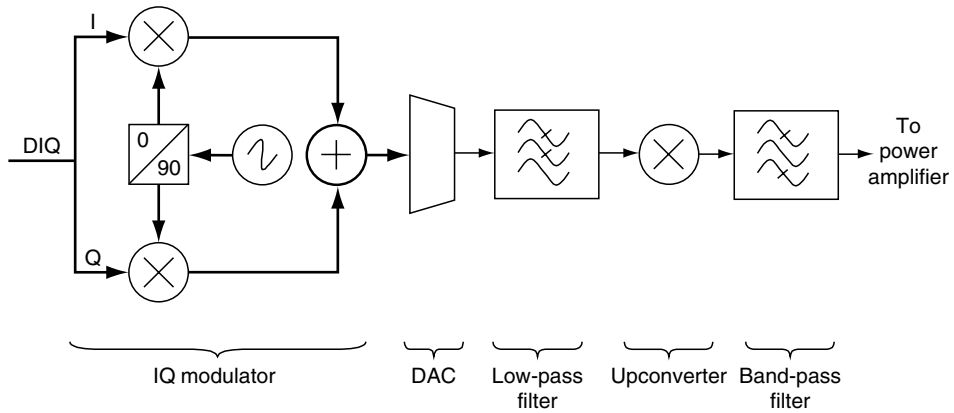 I
DIQ
0
90
Q
To
power
amplifier
IQ modulator
DAC
Low-pass
filter
Upconverter
Band-pass
filter